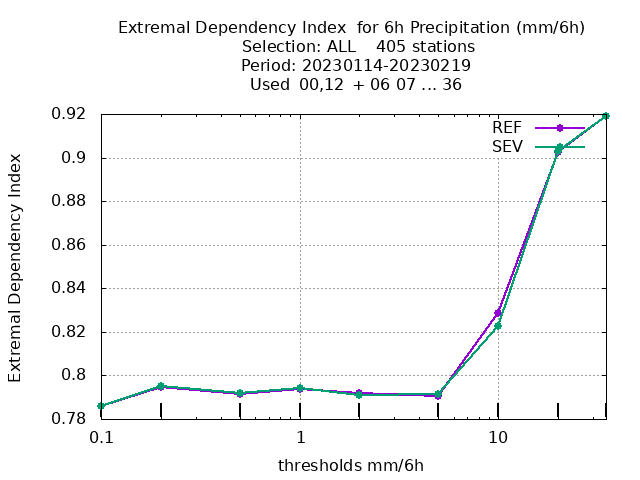 Extremal Dependency Index  for 6h Precipitation (mm/6h)
Selection: ALL    405 stations
Period: 20230114-20230219
Used  00,12  + 06 07 ... 36
REF
SEV
0.92
0.9
0.88
0.86
0.84
0.82
0.8
0.78
Extremal Dependency Index
0.1
1
10
thresholds mm/6h